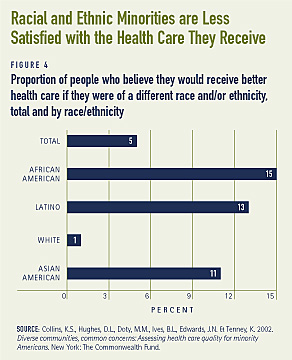 Racial and Ethnic Minorities are Less
Satisfied with the Health Care They Receive
FIGURE 4
Proportion of people who believe they would receive better
health care if they were of a different race and/or ethnicity,
total and by race/ethnicity
TOTAL
5
AFRICAN
AMERICAN
15
LATINO
13
WHITE
1
ASIAN
AMERICAN
11
0 3 6 9 12 15
PERCENT
SOURCE: Collins, K.S., Hughes, D.L., Doty, M.M., Ives, B.L., Edwards, J.N. & Tenney, K. 2002.
Diverse communities, common concerns: Assessing health care quality for minority
Americans. New York: The Commonwealth Fund.